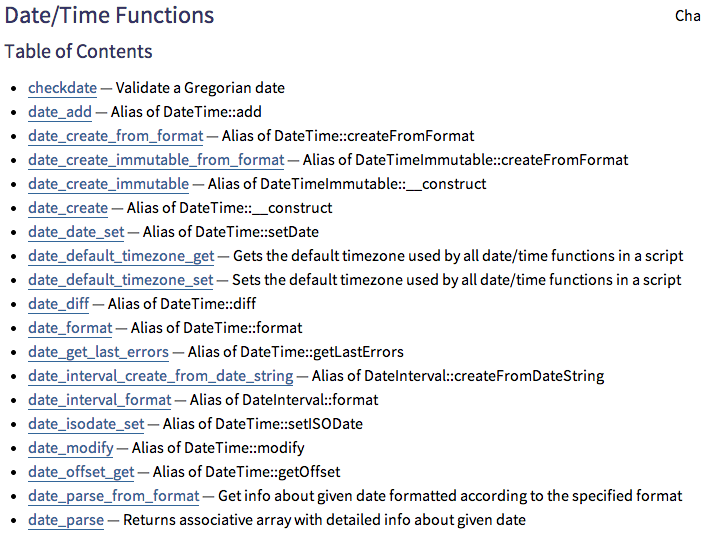 Date/Time Functions
Cha
Table of Contents
• checkdate — Validate a Gregorian date
• date_add — Alias of DateTime::add
• date_create_from_format — Alias of DateTime::createFromFormat
• date_create_immutable_from_format — Alias of DateTimeImmutable::createFromFormat
• date_create_immutable — Alias of DateTimeImmutable::__construct
• date_create — Alias of DateTime::__construct
• date_date_set — Alias of DateTime::setDate
• date_default_timezone_get — Gets the default timezone used by all date/time functions in a script
• date_default_timezone_set — Sets the default timezone used by all date/time functions in a script
• date_diff — Alias of DateTime::diff
• date_format — Alias of DateTime::format
• date_get_last_errors — Alias of DateTime::getLastErrors
• date_interval_create_from_date_string — Alias of DateInterval::createFromDateString
• date_interval_format — Alias of DateInterval::format
• date_isodate_set — Alias of DateTime::setISODate
• date_modify — Alias of DateTime::modify
• date_offset_get — Alias of DateTime::getOffset
• date_parse_from_format — Get info about given date formatted according to the specified format
• date_parse — Returns associative array with detailed info about given date